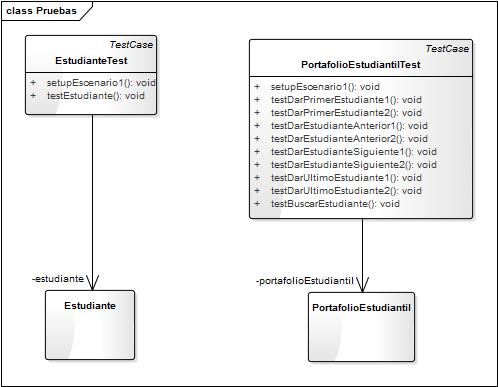 class Pruebas
TestCase
EstudianteTest
+ setupEscenario1(): void
+ testEstudiante(): void
TestCase
PortafolioEstudiantilTest
+ setupEscenario1(): void
+ testDarPrimerEstudiante1(): void
+ testDarPrimerEstudiante2(): void
+ testDarEstudianteAnterior1(): void
+ testDarEstudianteAnterior2(): void
+ testDarEstudianteSiguiente1(): void
+ testDarEstudianteSiguiente2(): void
+ testDarUltimoEstudiante1(): void
+ testDarUltimoEstudiante2(): void
+ testBuscarEstudiante(): void
-estudiante
Estudiante
-portafolioEstudiantil
PortafolioEstudiantil